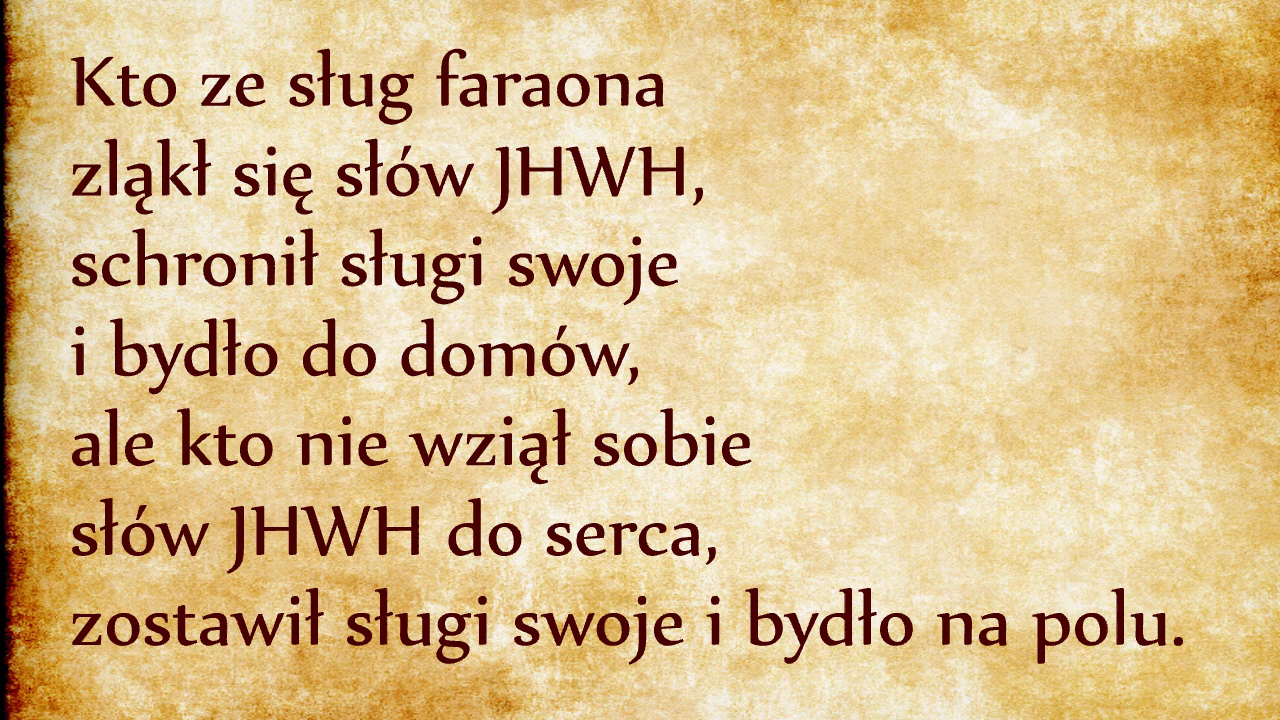 Kto ze sług faraona
zląkł się słów JHWH,
schronił sługi swoje
i bydło do domów,
ale kto nie wziął sobie
słów JHWH do serca,
zostawił sługi swoje i bydło na polu.